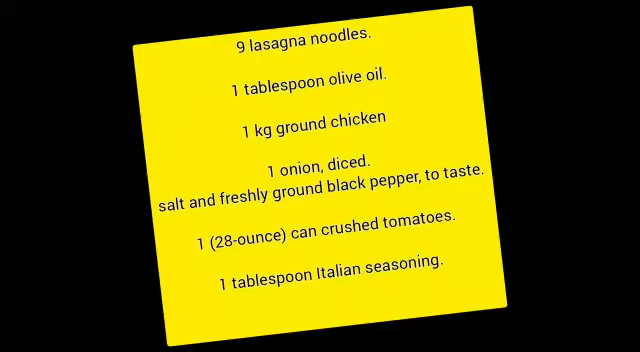 9 lasagna noodles.
1 tablespoon olive oil.
1 kg ground chicken
1 onion, diced.
salt and freshly ground black pepper, to taste.
1 (28-ounce) can crushed tomatoes.
1 tablespoon Italian seasoning.